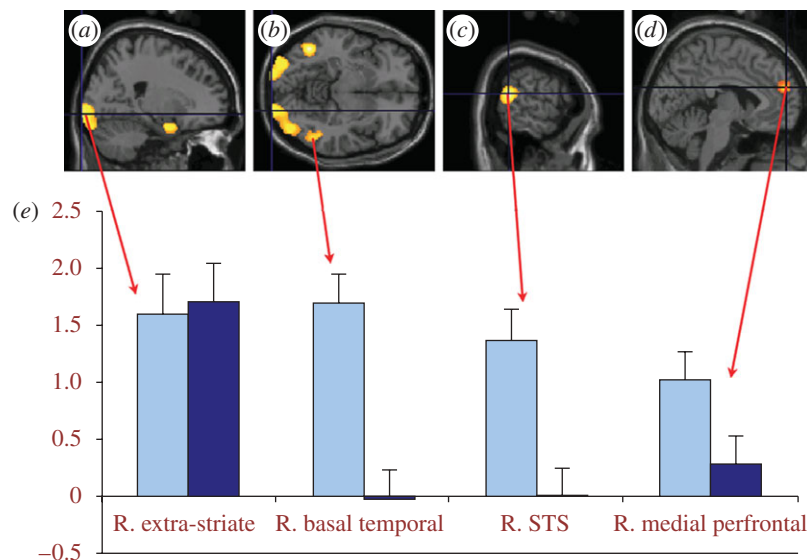 (a) (b) (c) (d)
(e)
2.5
2.0
1.5
1.0
0.5
0
–0.5
R. extra-striate R. basal temporal R. STS R. medial perfrontal